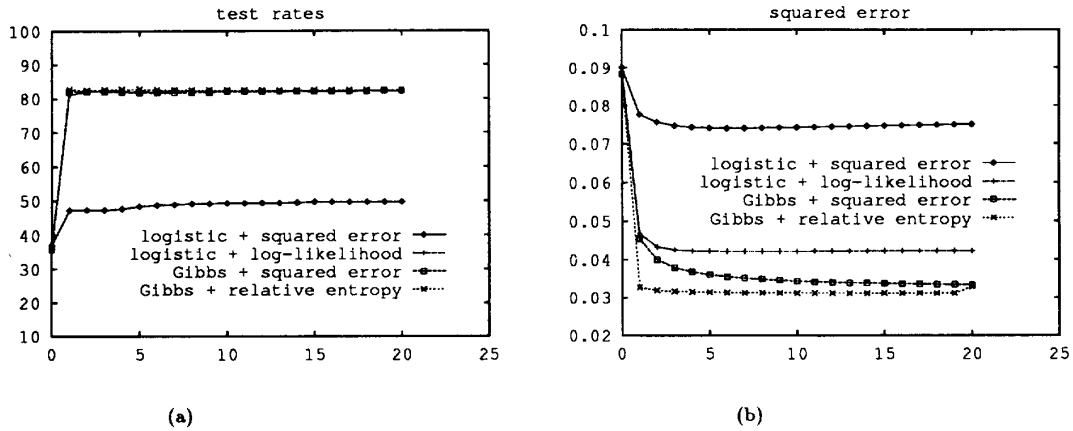 test rates
100
90
80
70
60
50
40
30
20
10
logistic + squared error
logistic + log-likelihood
Gibbs + squared error
Gibbs + relative entropy
0 5 10 15 20 25
(a)
squared error
0.1
0.09
0.08
0.07
0.06
0.05
0.04
0.03
0.02
logistic + squared error
logistic + log-likelihood
Gibbs + squared error
Gibbs + relative entropy
0 5 10 15 20 25
(b)